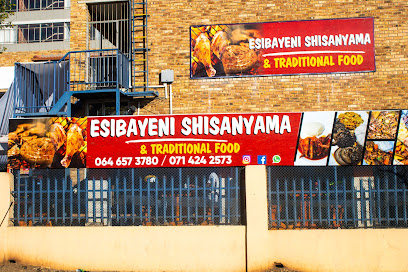 ESIBAYENI SHISANYAMA
& TRADITIONAL FOOD
ESIBAYENI SHISANYAMA
& TRADITIONAL FOOD
064 657 3780 / 071 424 2573